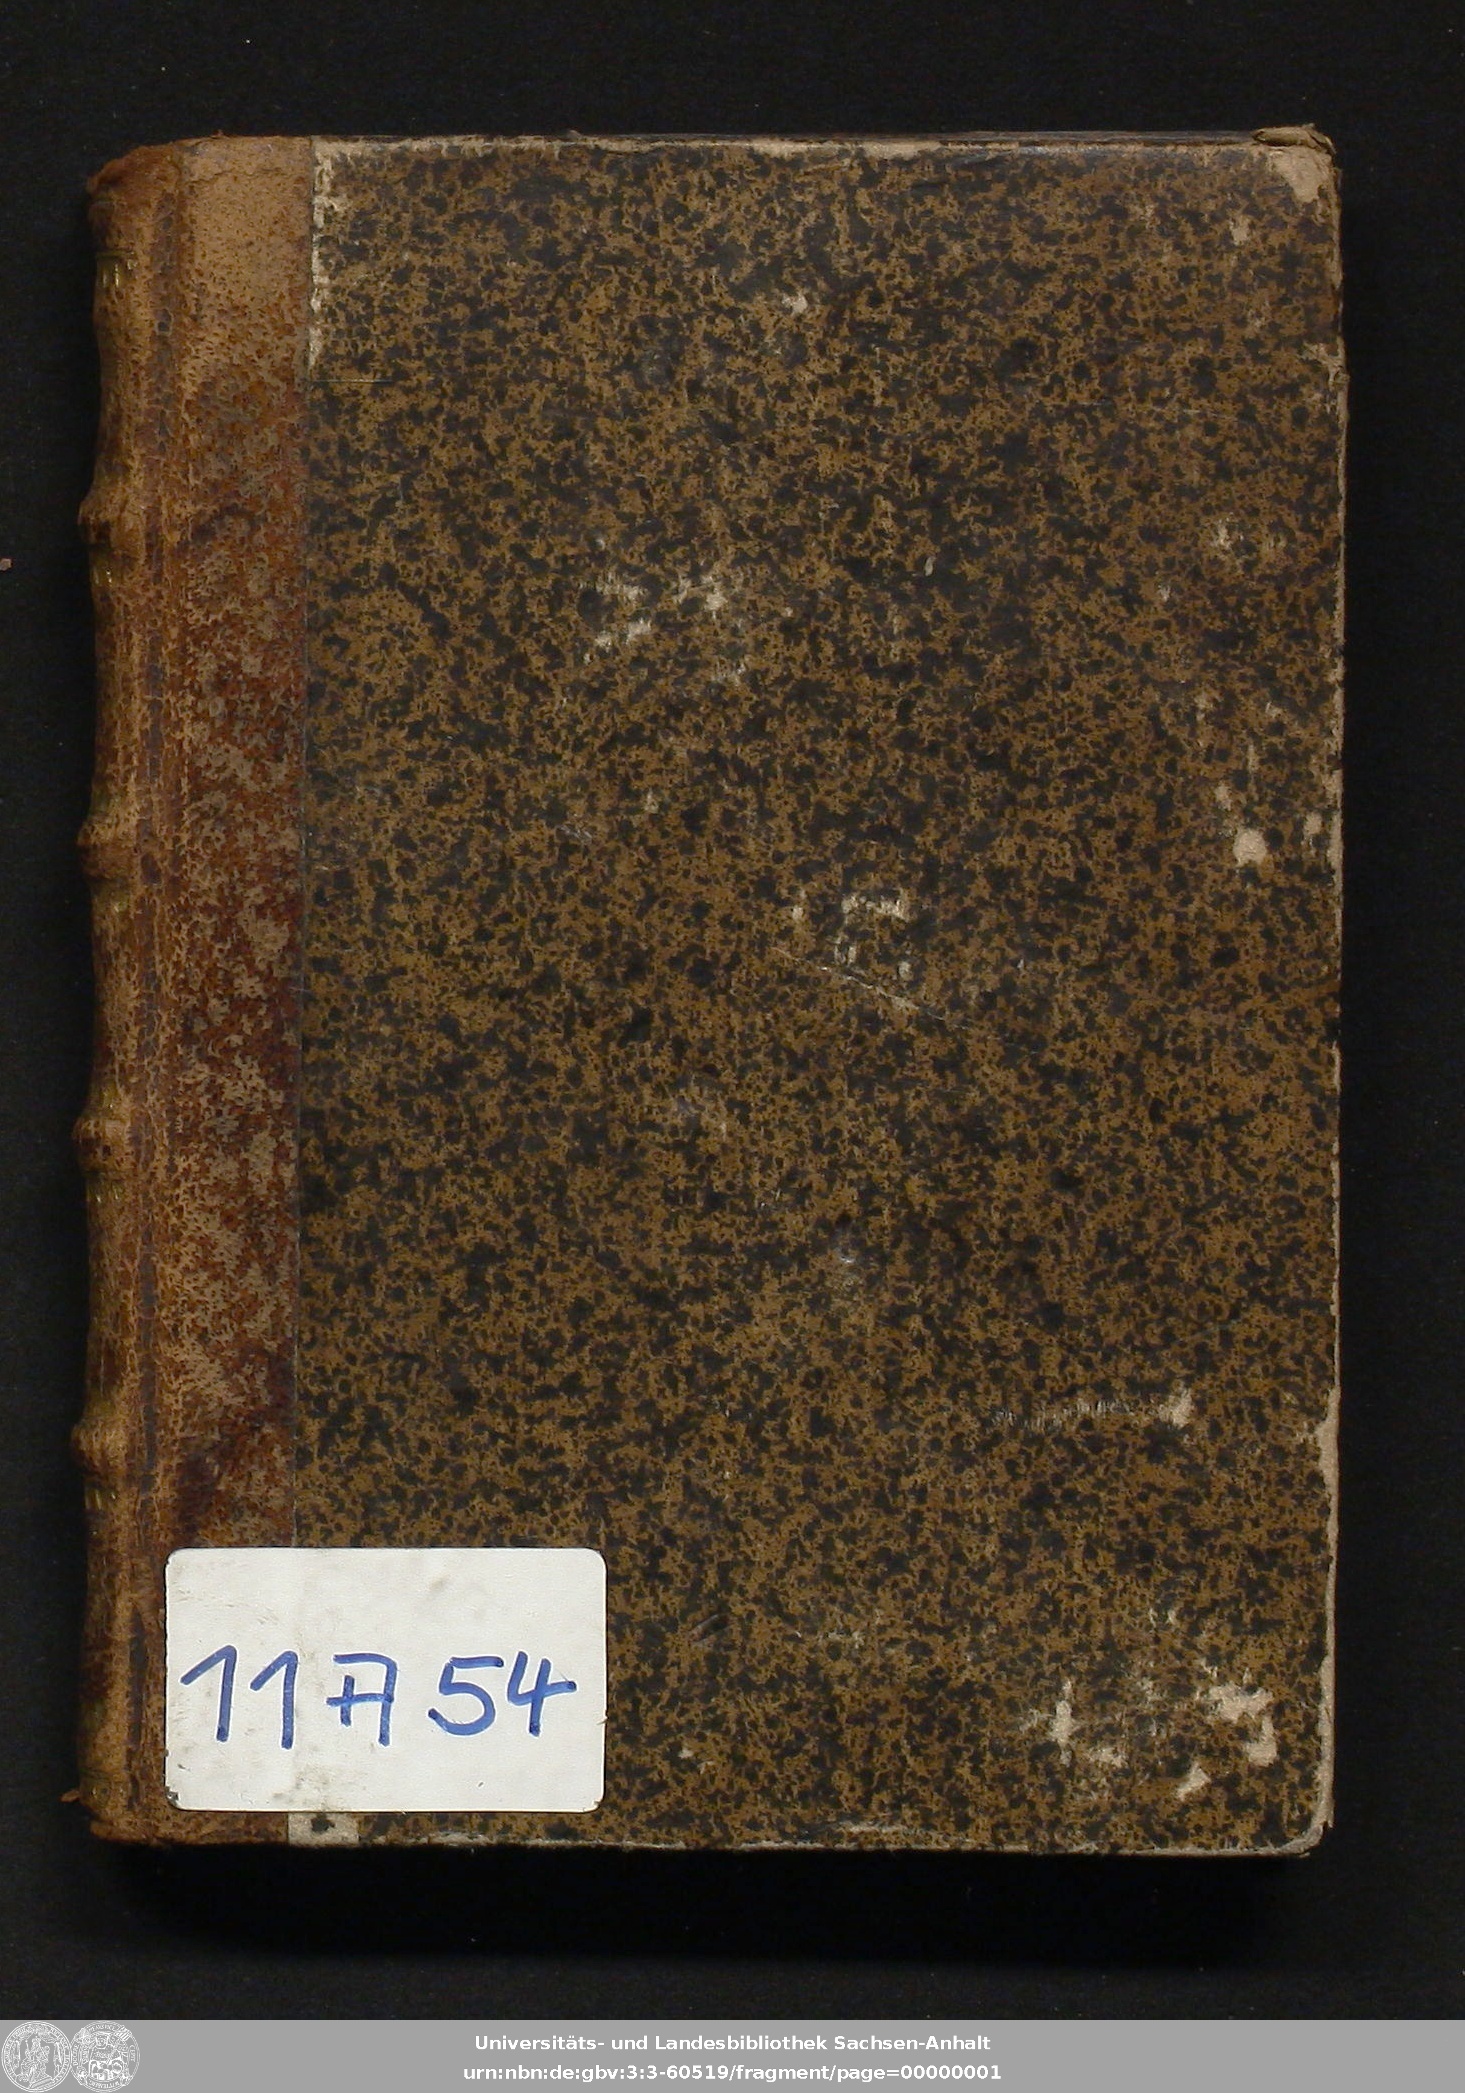 11 A 54
Universitäts- und Landesbibliothek Sachsen-Anhalt
urn:nbn:de:gbv:3:3-60519/fragment/page=00000001